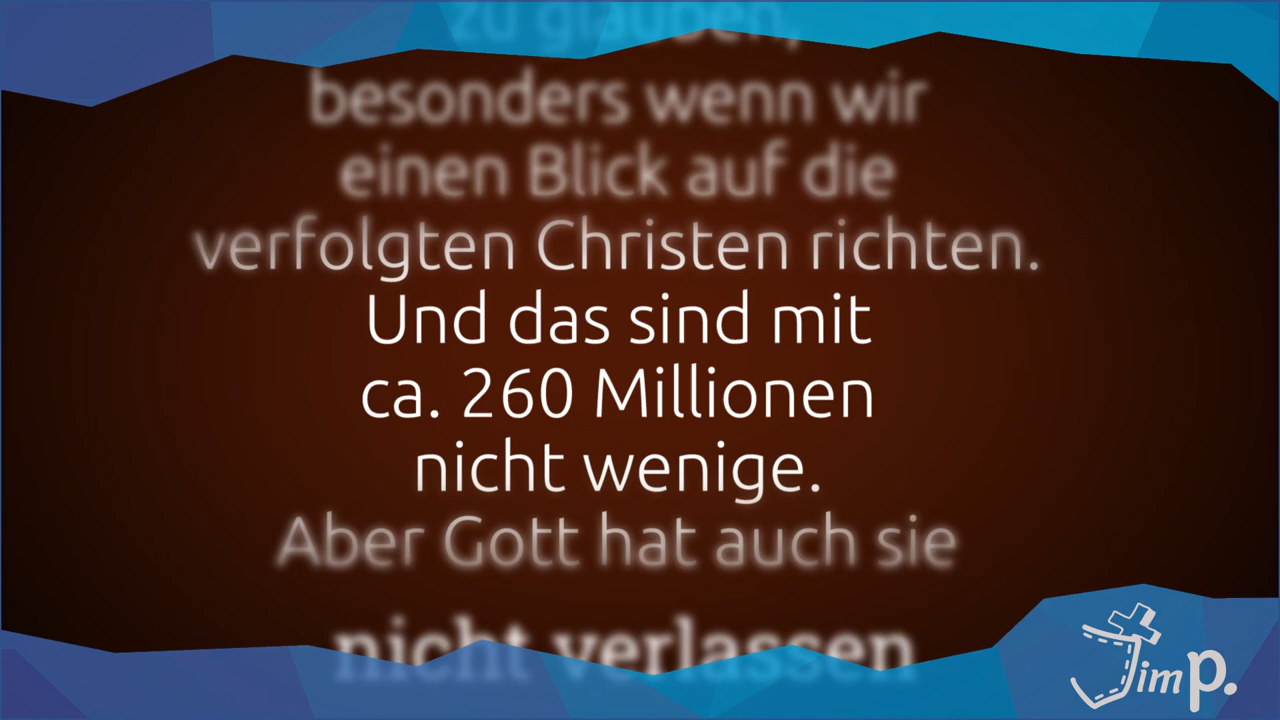 zu glauben,
besonders wenn wir
einen Blick auf die
verfolgten Christen richten.
Und das sind mit
ca. 260 Millionen
nicht wenige.
Aber Gott hat auch sie
nicht verlassen
Jim P.